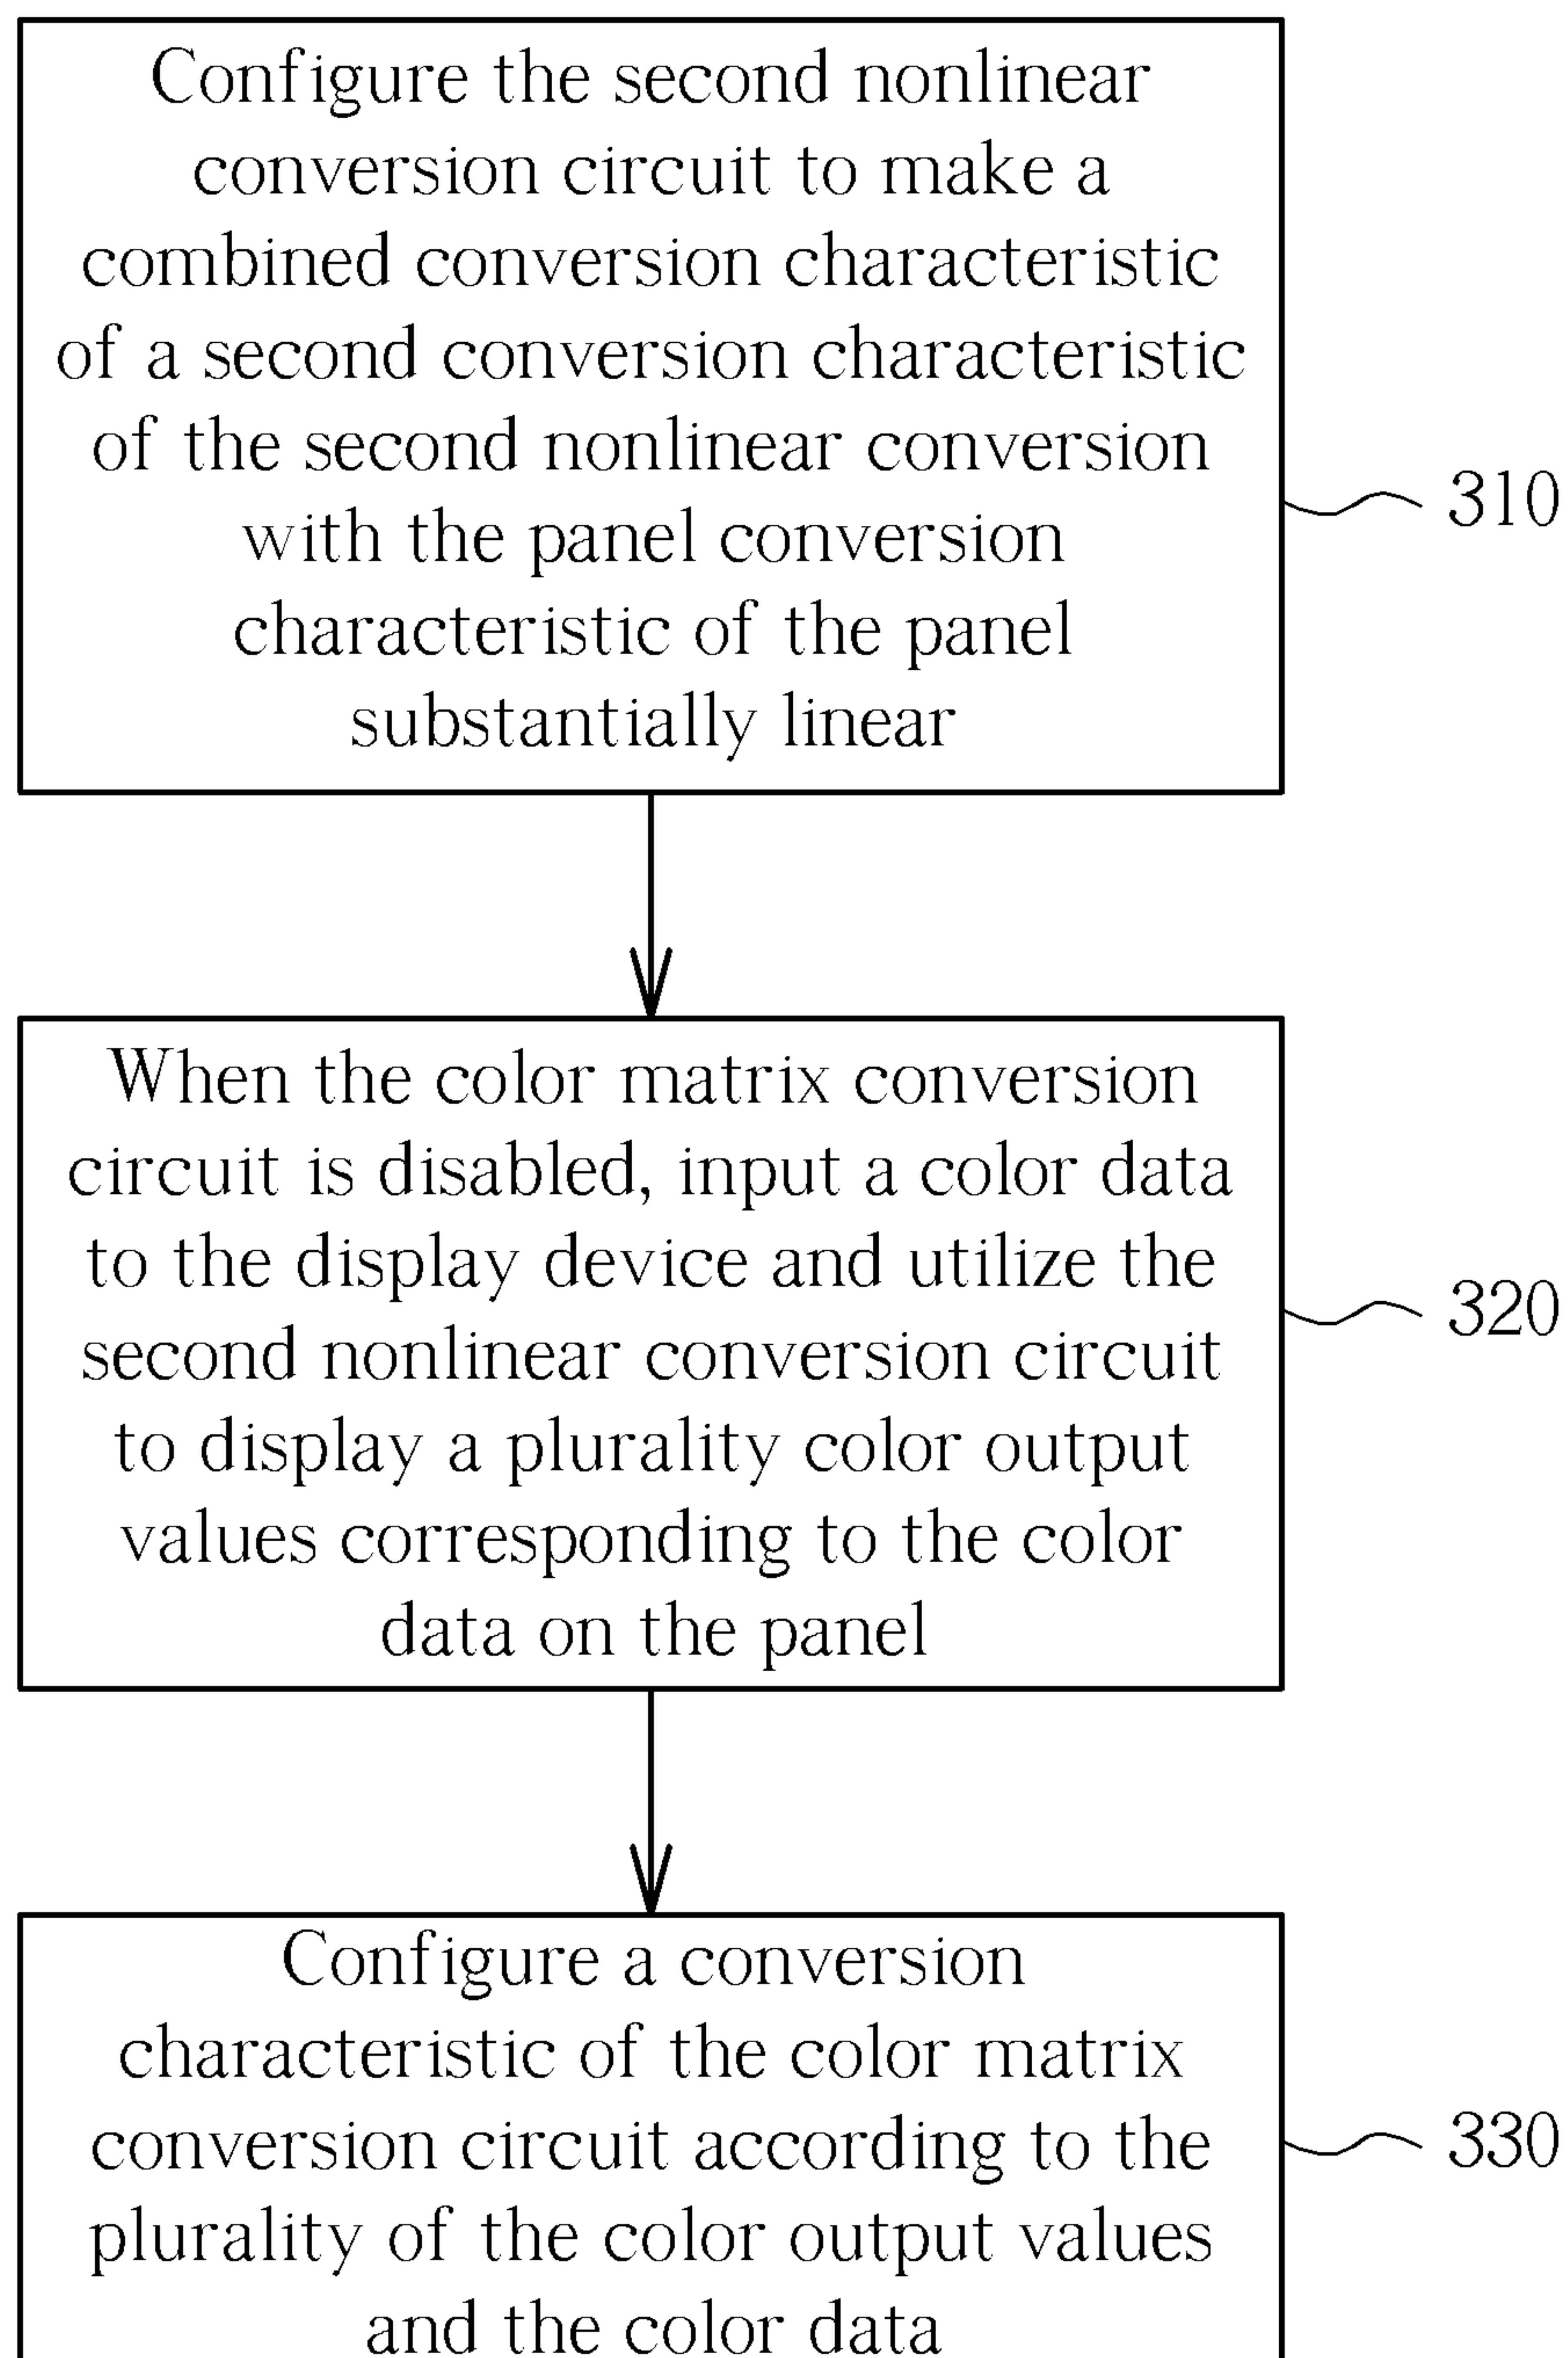 Configure the second nonlinear
conversion circuit to make a
combined conversion characteristic
of a second conversion characteristic
of the second nonlinear conversion
with the panel conversion
characteristic of the panel
substantially linear
310
When the color matrix conversion
circuit is disabled, input a color data
to the display device and utilize the
second nonlinear conversion circuit
to display a plurality color output
values corresponding to the color
data on the panel
320
Configure a conversion
characteristic of the color matrix
conversion circuit according to the
plurality of the color output values
and the color data
330